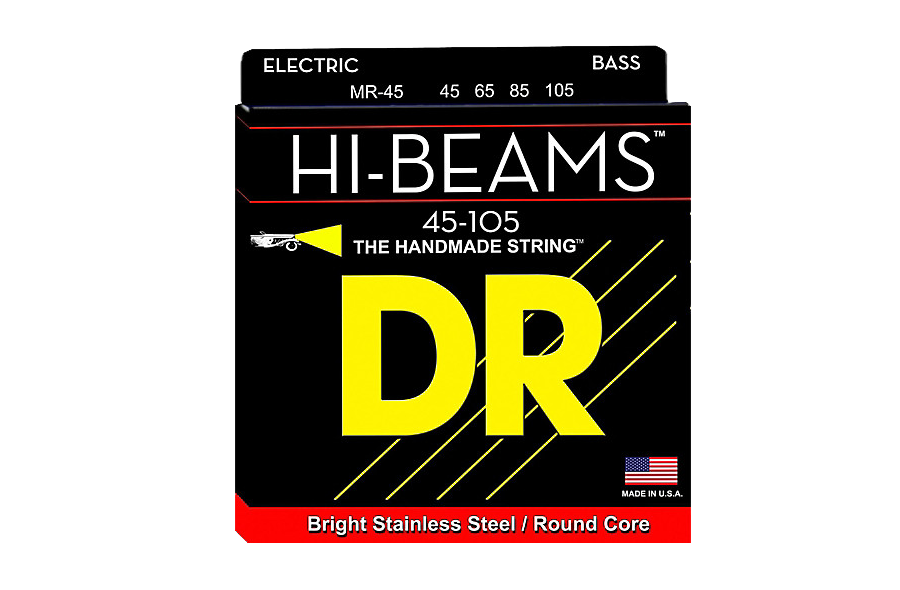 ELECTRIC BASS
MR-45 45 65 85 105
HI-BEAMS™
45-105
THE HANDMADE STRING™
DR
MADE IN U.S.A.
Bright Stainless Steel / Round Core